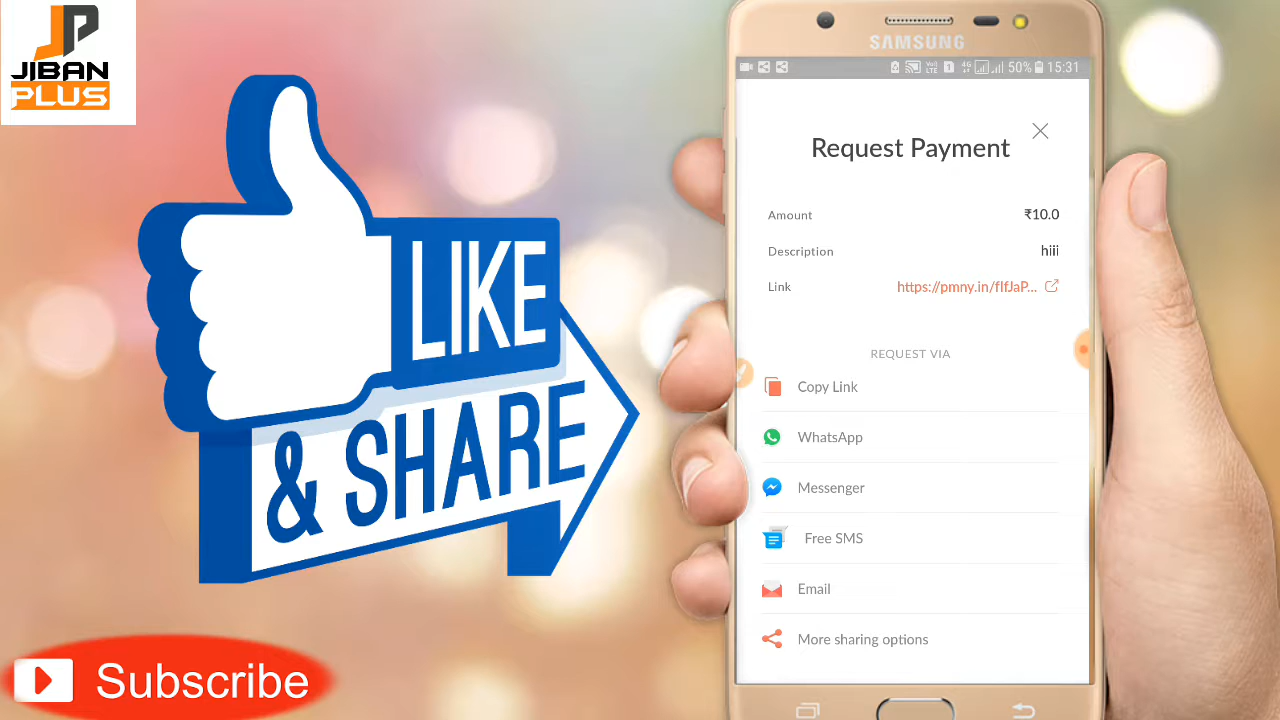 JP
JIBAN
PLUS
LIKE
& SHARE
Subscribe
SAMSUNG
50% 15:31
Request Payment
Amount ₹10.0
Description hiii
Link https://pmny.in/fIfJaP...
REQUEST VIA
Copy Link
WhatsApp
Messenger
Free SMS
Email
More sharing options